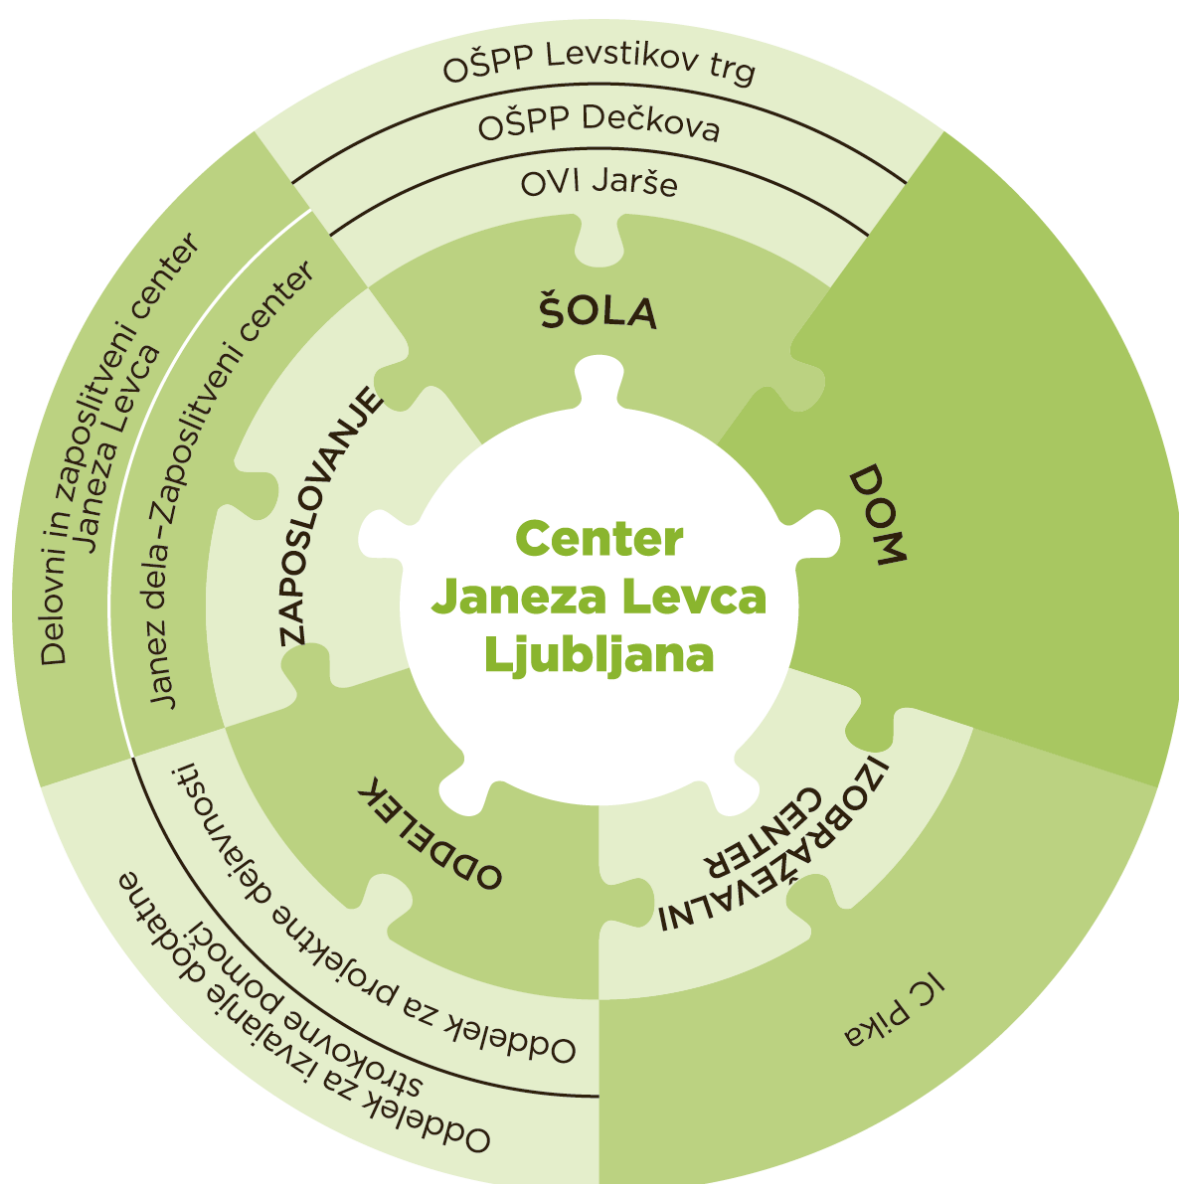 OŠPP Levstikov trg
OŠPP Dečkova
OVI Jarše
ŠOLA
DOM
IZOBRAŽEVALNI
CENTER
IC Pika
ODDELEK
Oddelek za projektne dejavnosti
Oddelek za izvajanje dodatne
strokovne pomoči
ZAPOSLOVANJE
Janez dela-Zaposlitveni center
Delovni in zaposlitveni center
Janeza Levca
Center
Janeza Levca
Ljubljana